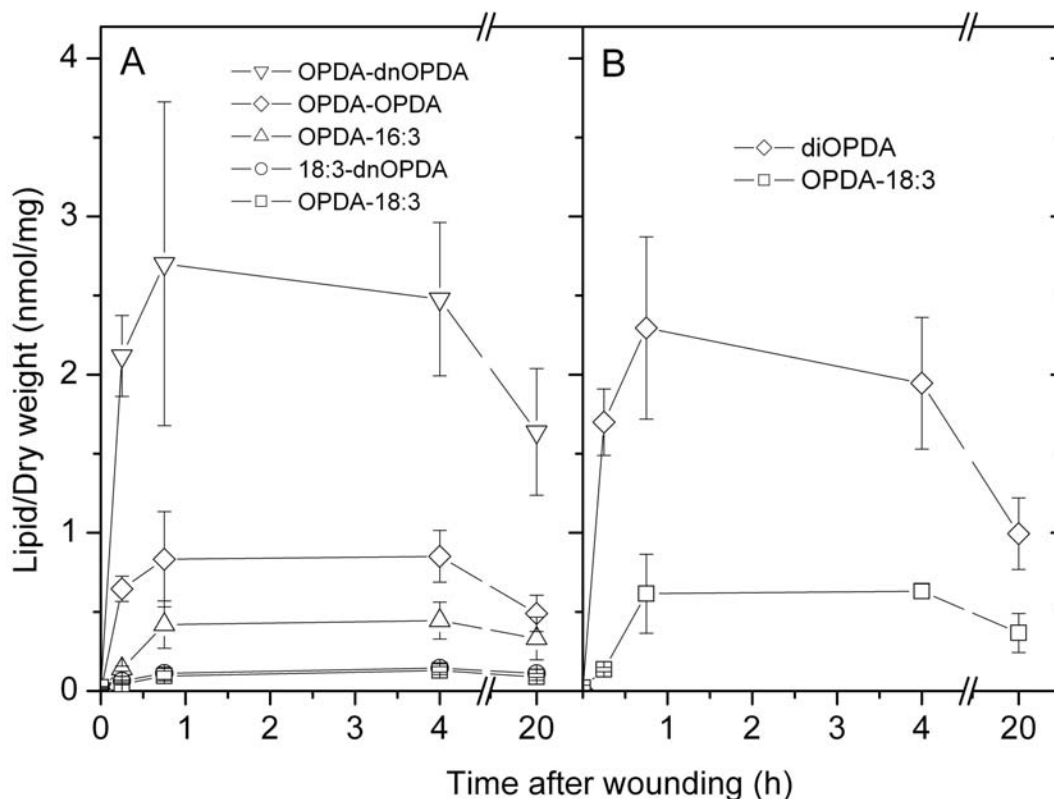 A
OPDA-dnOPDA
OPDA-OPDA
OPDA-16:3
18:3-dnOPDA
OPDA-18:3
B
diOPDA
OPDA-18:3
Lipid/Dry weight (nmol/mg)
4
3
2
1
0
0 1 2 3 4 20
0 1 2 3 4 20
Time after wounding (h)